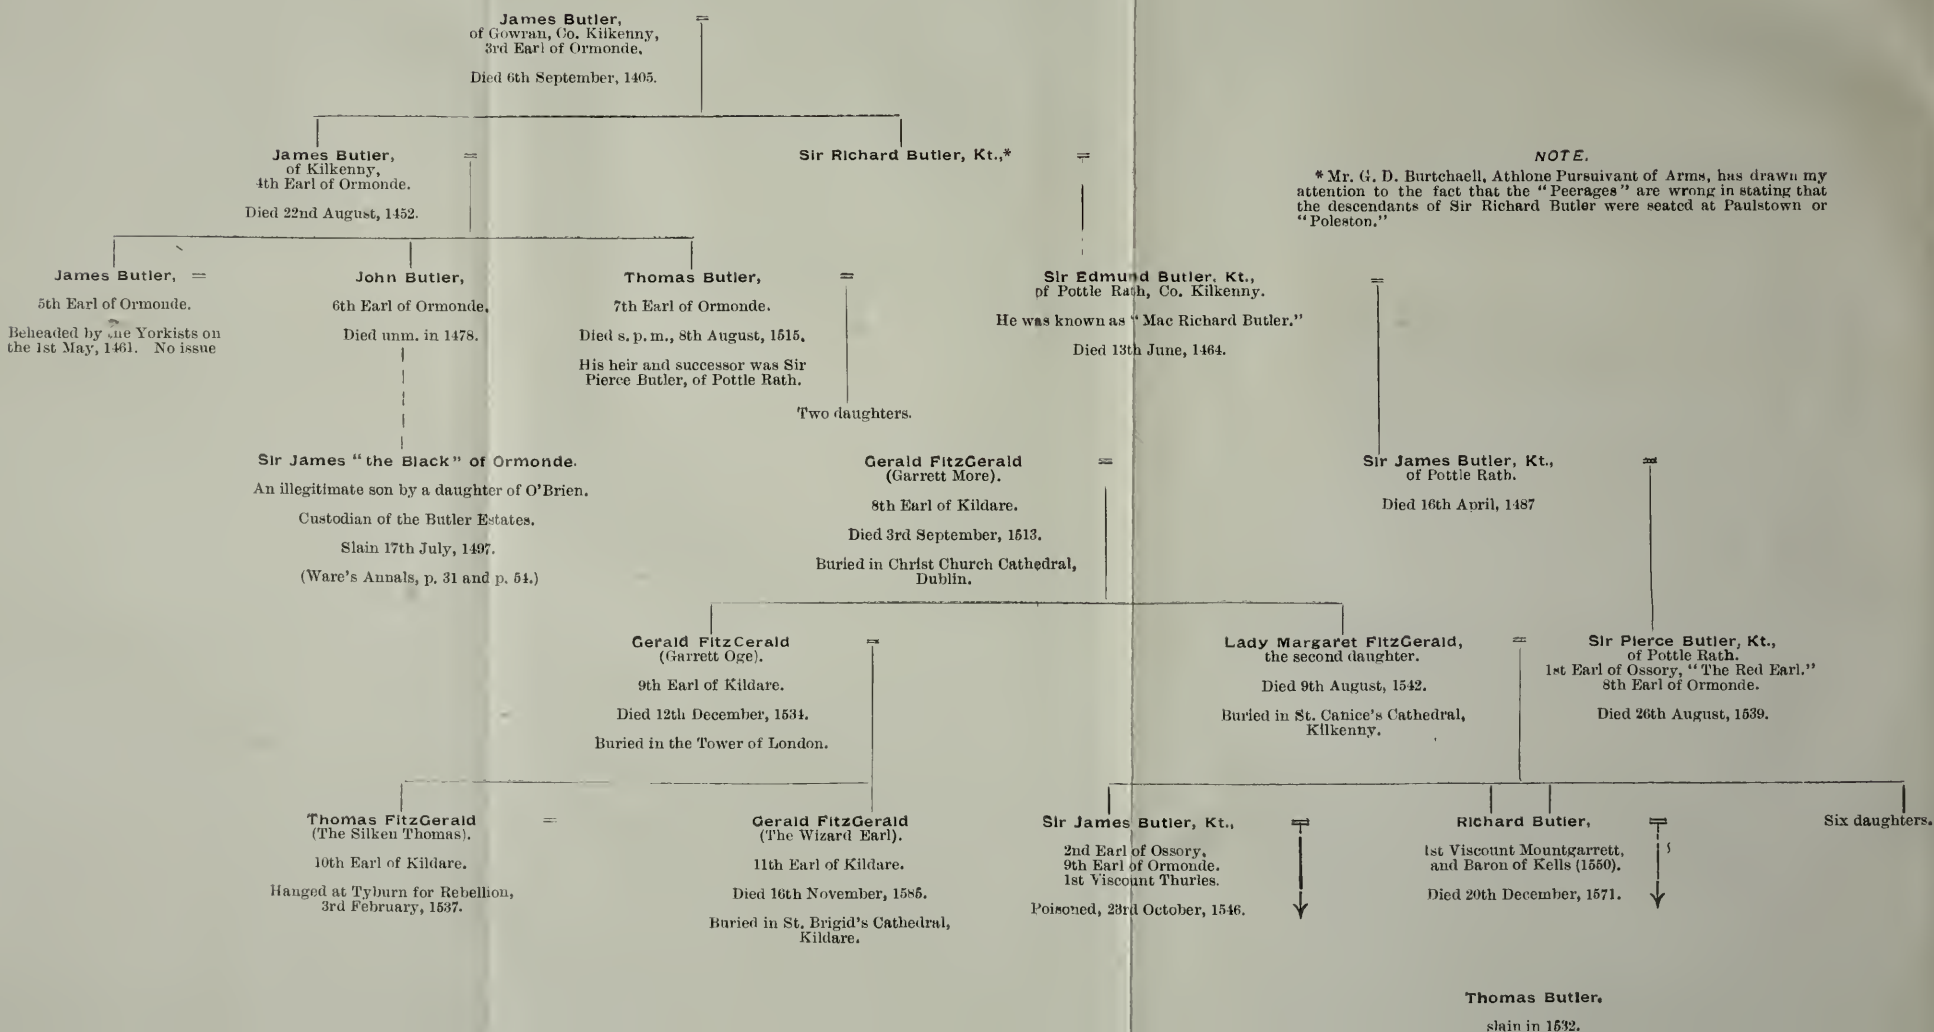 James Butler,
of Gowran, Co. Kilkenny,
3rd Earl of Ormonde.
Died 6th September, 1405.
James Butler,
of Kilkenny,
4th Earl of Ormonde.
Died 22nd August, 1452.
Sir Richard Butler, Kt.,*
NOTE.
* Mr. G. D. Burtchaell, Athlone Pursuivant of Arms, has drawn my
attention to the fact that the "Peerages" are wrong in stating that
the descendants of Sir Richard Butler were seated at Paulstown or
"Poleston."
James Butler,
5th Earl of Ormonde.
Beheaded by the Yorkists on
the 1st May, 1461. No issue
John Butler,
6th Earl of Ormonde.
Died unm. in 1478.
Thomas Butler,
7th Earl of Ormonde.
Died s. p. m., 8th August, 1515.
His heir and successor was Sir
Pierce Butler, of Pottle Rath.
Two daughters.
Sir Edmund Butler, Kt.,
of Pottle Rath, Co. Kilkenny.
He was known as "Mac Richard Butler."
Died 13th June, 1464.
Sir James "the Black" of Ormonde.
An illegitimate son by a daughter of O'Brien.
Custodian of the Butler Estates.
Slain 17th July, 1497.
(Ware's Annals, p. 31 and p. 54.)
Gerald FitzGerald
(Garrett More).
8th Earl of Kildare.
Died 3rd September, 1513.
Buried in Christ Church Cathedral,
Dublin.
Sir James Butler, Kt.,
of Pottle Rath.
Died 16th April, 1487
Gerald FitzGerald
(Garrett Oge).
9th Earl of Kildare.
Died 12th December, 1534.
Buried in the Tower of London.
Lady Margaret FitzGerald,
the second daughter.
Died 9th August, 1542.
Buried in St. Canice's Cathedral,
Kilkenny.
Sir Pierce Butler, Kt.,
of Pottle Rath.
1st Earl of Ossory, "The Red Earl."
8th Earl of Ormonde.
Died 26th August, 1539.
Thomas FitzGerald
(The Silken Thomas).
10th Earl of Kildare.
Hanged at Tyburn for Rebellion,
3rd February, 1537.
Gerald FitzGerald
(The Wizard Earl).
11th Earl of Kildare.
Died 16th November, 1585.
Buried in St. Brigid's Cathedral,
Kildare.
Sir James Butler, Kt.,
2nd Earl of Ossory,
9th Earl of Ormonde.
1st Viscount Thurles.
Poisoned, 23rd October, 1546.
Richard Butler,
1st Viscount Mountgarrett,
and Baron of Kells (1550).
Died 20th December, 1571.
Six daughters.
Thomas Butler,
slain in 1532.